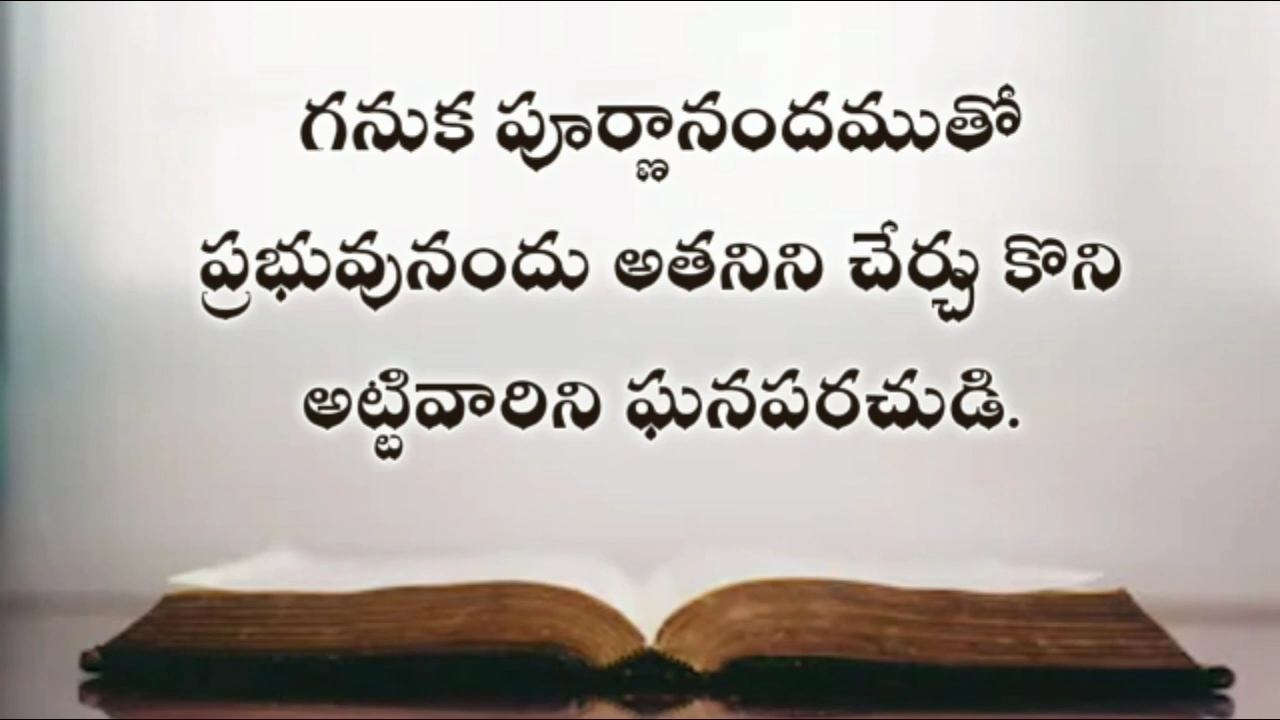 గనుక పూర్ణానందముతో
ప్రభువునందు అతనిని చేర్చు కొని
అట్టివారిని ఘనపరచుడి.